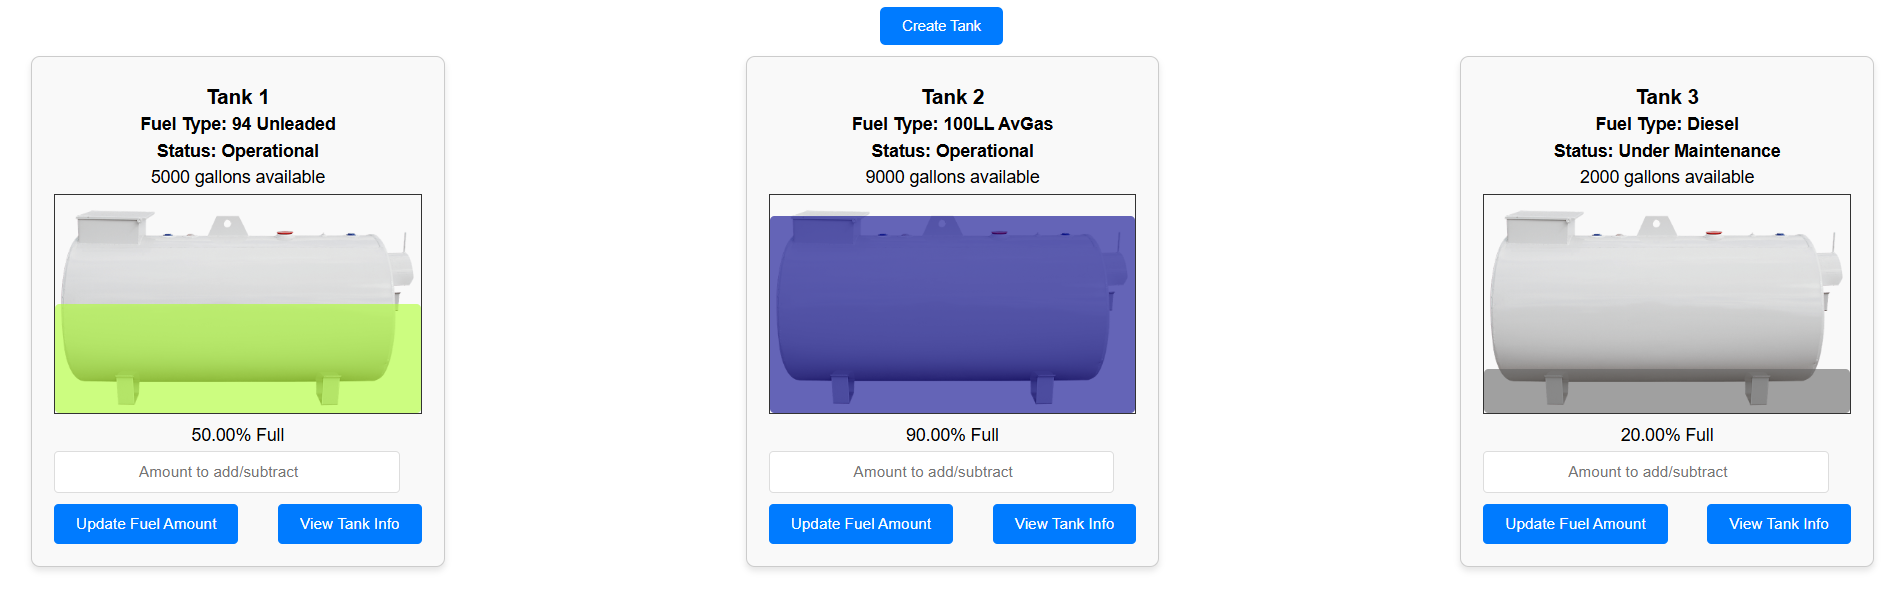 Create Tank
Tank 1
Fuel Type: 94 Unleaded
Status: Operational
5000 gallons available
50.00% Full
Amount to add/subtract
Update Fuel Amount
View Tank Info
Tank 2
Fuel Type: 100LL AvGas
Status: Operational
9000 gallons available
90.00% Full
Amount to add/subtract
Update Fuel Amount
View Tank Info
Tank 3
Fuel Type: Diesel
Status: Under Maintenance
2000 gallons available
20.00% Full
Amount to add/subtract
Update Fuel Amount
View Tank Info